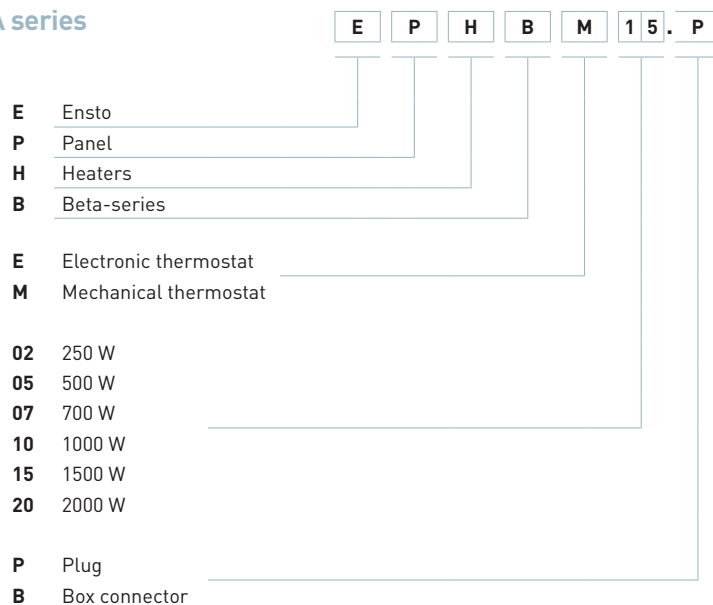 A series
E P H B M 1 5 . P
E Ensto
P Panel
H Heaters
B Beta-series
E Electronic thermostat
M Mechanical thermostat
02 250 W
05 500 W
07 700 W
10 1000 W
15 1500 W
20 2000 W
P Plug
B Box connector